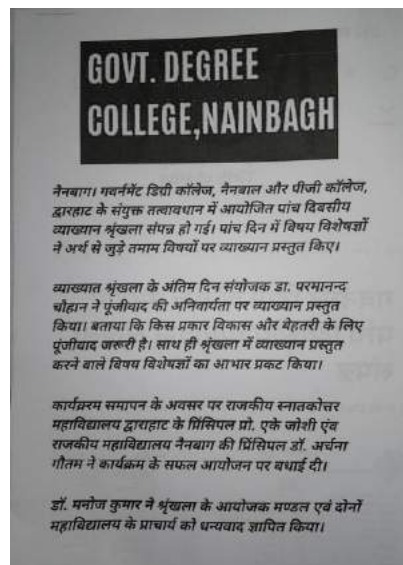 GOVT. DEGREE
COLLEGE,NAINBAGH
नैनबाग। गवर्नमेंट डिग्री कॉलेज, नैनबाल और पीजी कॉलेज,
द्वारहाट के संयुक्त तत्वावधान में आयोजित पांच दिवसीय
व्याख्यान श्रृंखला संपन्न हो गई। पांच दिन में विषय विशेषज्ञों
ने अर्थ से जुड़े तमाम विषयों पर व्याख्यान प्रस्तुत किए।
व्याख्यात श्रृंखला के अंतिम दिन संयोजक डा. परमानन्द
चौहान ने पूंजीवाद की अनिवार्यता पर व्याख्यान प्रस्तुत
किया। बताया कि किस प्रकार विकास और बेहतरी के लिए
पूंजीवाद जरूरी है। साथ ही श्रृंखला में व्याख्यान प्रस्तुत
करने वाले विषय विशेषज्ञों का आभार प्रकट किया।
कार्यक्ररम समापन के अवसर पर राजकीय स्नातकोत्तर
महाविद्यालय द्वाराहाट के प्रिंसिपल प्रो. एके जोशी एंव
राजकीय महाविद्यालय नैनबाग की प्रिंसिपल डॉ. अर्चना
गौतम ने कार्यक्रम के सफल आयोजन पर बधाई दी।
डॉ. मनोज कुमार ने श्रृंखला के आयोजक मण्डल एवं दोनों
महाविद्यालय के प्राचार्य को धन्यवाद ज्ञापित किया।